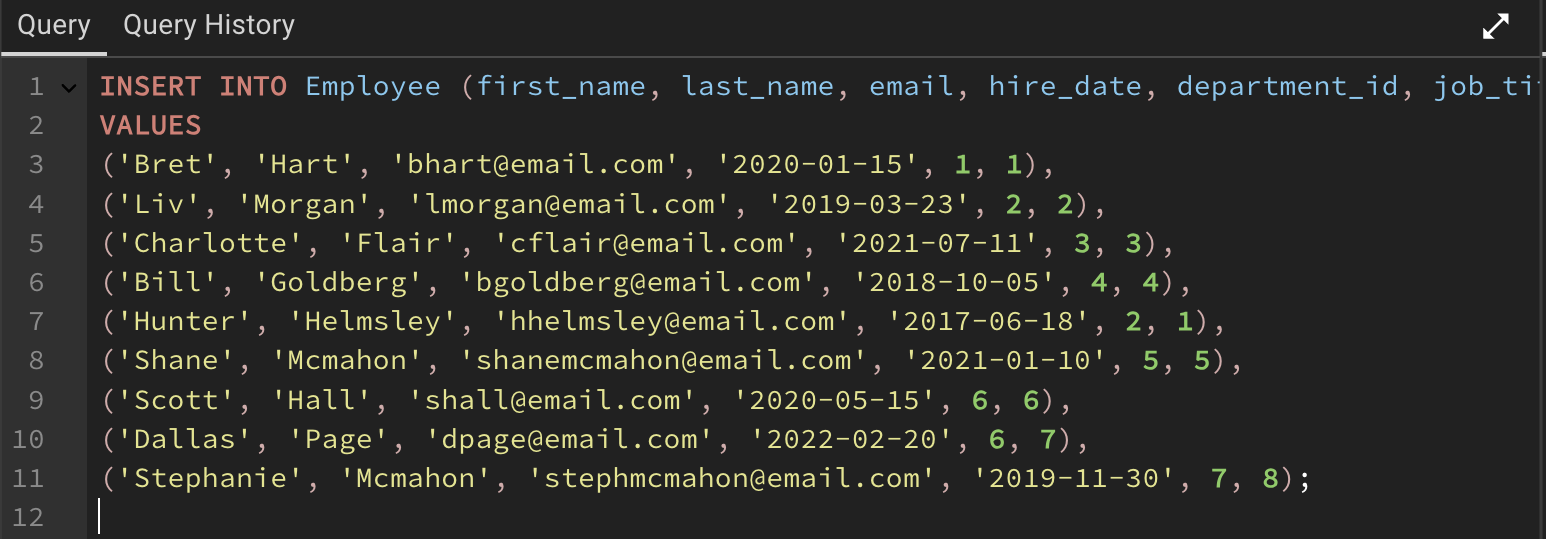 Query Query History
1 INSERT INTO Employee (first_name, last_name, email, hire_date, department_id,
2 VALUES
3 ('Bret', 'Hart', 'bhart@email.com', '2020-01-15', 1, 1),
4 ('Liv', 'Morgan', 'lmorgan@email.com', '2019-03-23', 2, 2),
5 ('Charlotte', 'Flair', 'cflair@email.com', '2021-07-11', 3, 3),
6 ('Bill', 'Goldberg', 'bgoldberg@email.com', '2018-10-05', 4, 4),
7 ('Hunter', 'Helmsley', 'hhelmsley@email.com', '2017-06-18', 2, 1),
8 ('Shane', 'Mcmahon', 'shanemcmahon@email.com', '2021-01-10', 5, 5),
9 ('Scott', 'Hall', 'shall@email.com', '2020-05-15', 6, 6),
10 ('Dallas', 'Page', 'dpage@email.com', '2022-02-20', 6, 7),
11 ('Stephanie', 'Mcmahon', 'stephmcmahon@email.com', '2019-11-30', 7, 8);
12